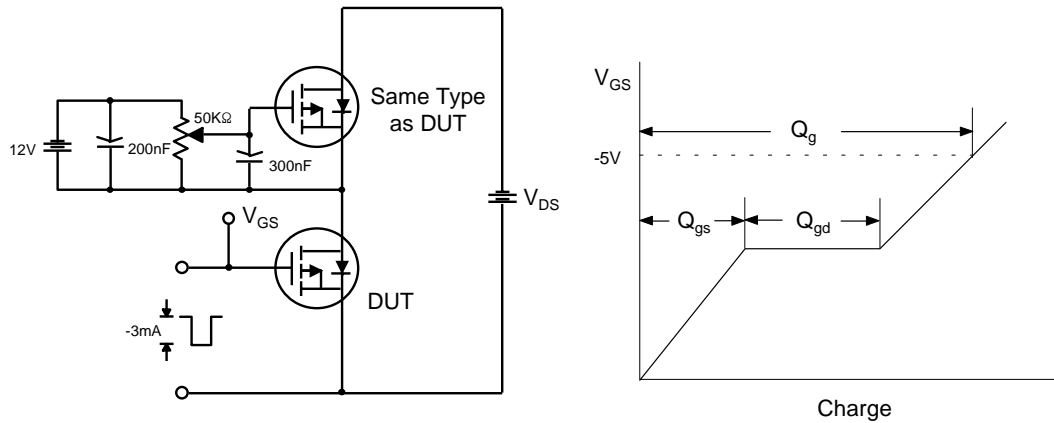 12V
200nF
50KΩ
300nF
Same Type
as DUT
V_DS
V_GS
DUT
-3mA
V_GS
-5V
Q_g
Q_gs
Q_gd
Charge